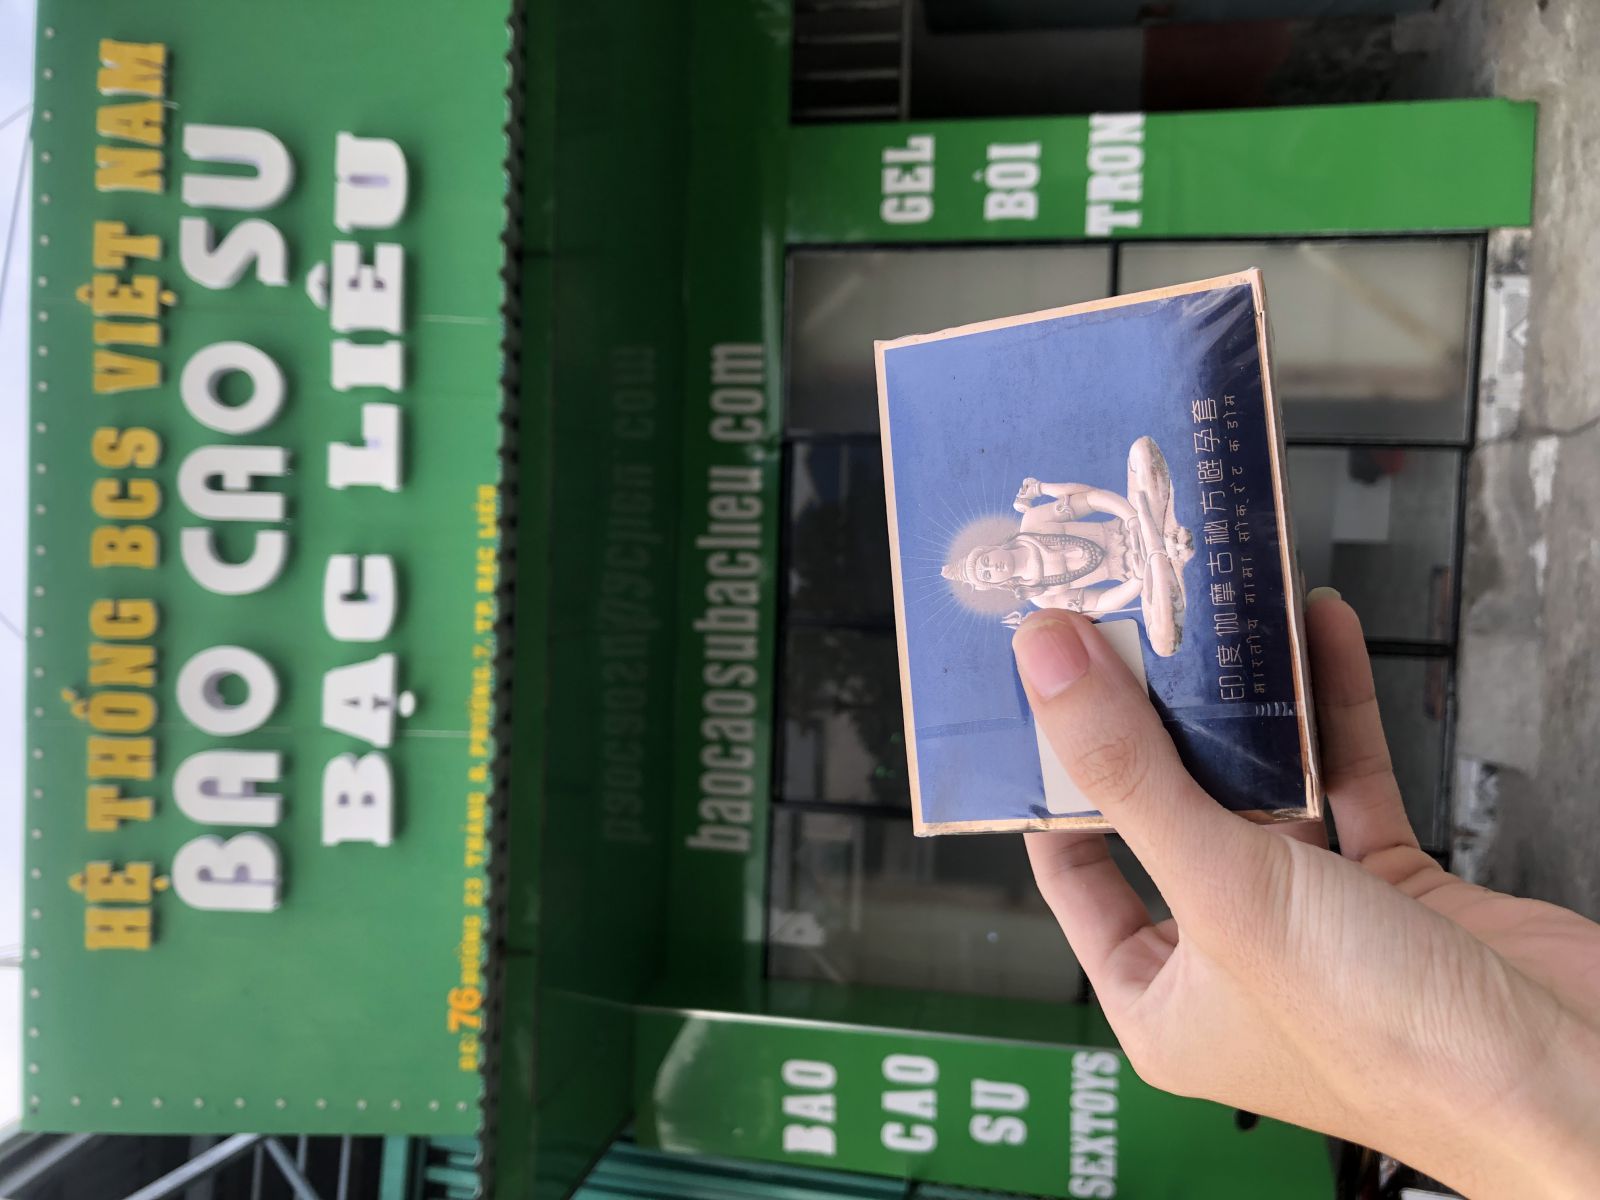 HỆ THỐNG BCS VIỆT NAM
BAO CAO SU
BẠC LIÊU
ĐC: 76 ĐƯỜNG 23 THÁNG 8, PHƯỜNG 7, TP. BẠC LIÊU
baocaosubaclieu.com
BAO
CAO
SU
SEXTOYS
GEL
BÔI
TRƠN
印度伽摩古秘方避孕套